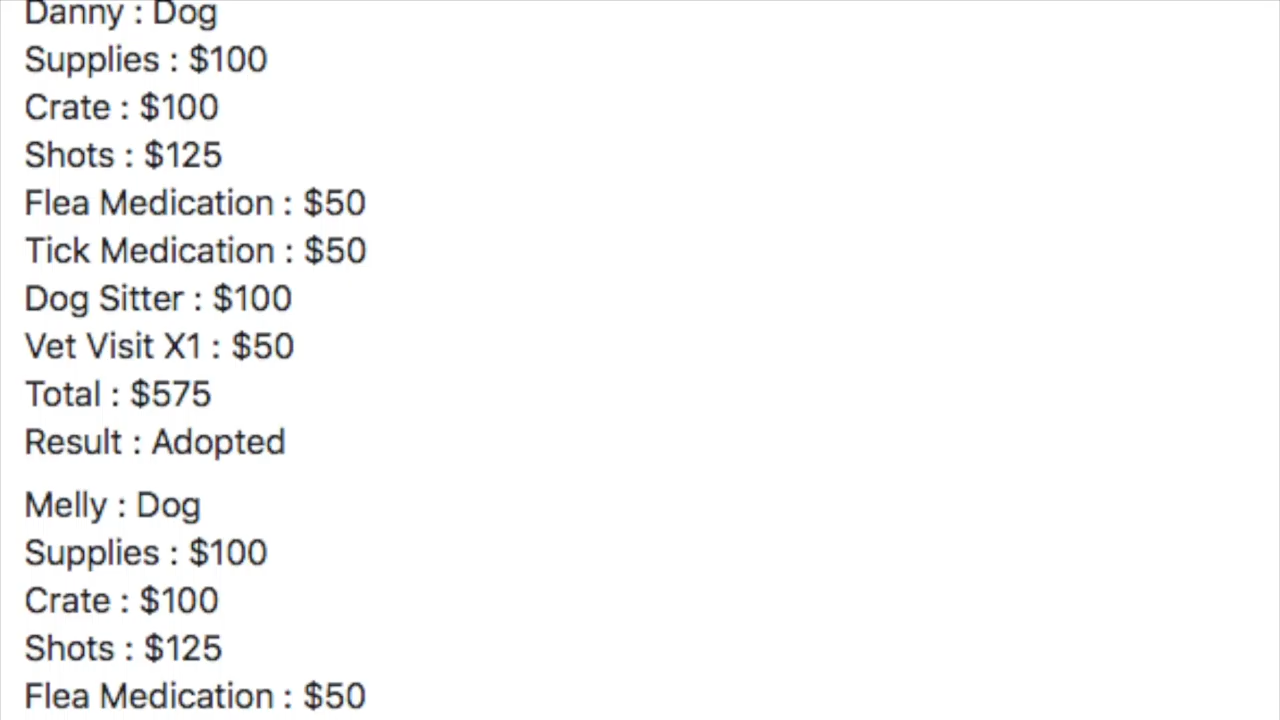 Danny : Dog
Supplies : $100
Crate : $100
Shots : $125
Flea Medication : $50
Tick Medication : $50
Dog Sitter : $100
Vet Visit X1 : $50
Total : $575
Result : Adopted
Melly : Dog
Supplies : $100
Crate : $100
Shots : $125
Flea Medication : $50